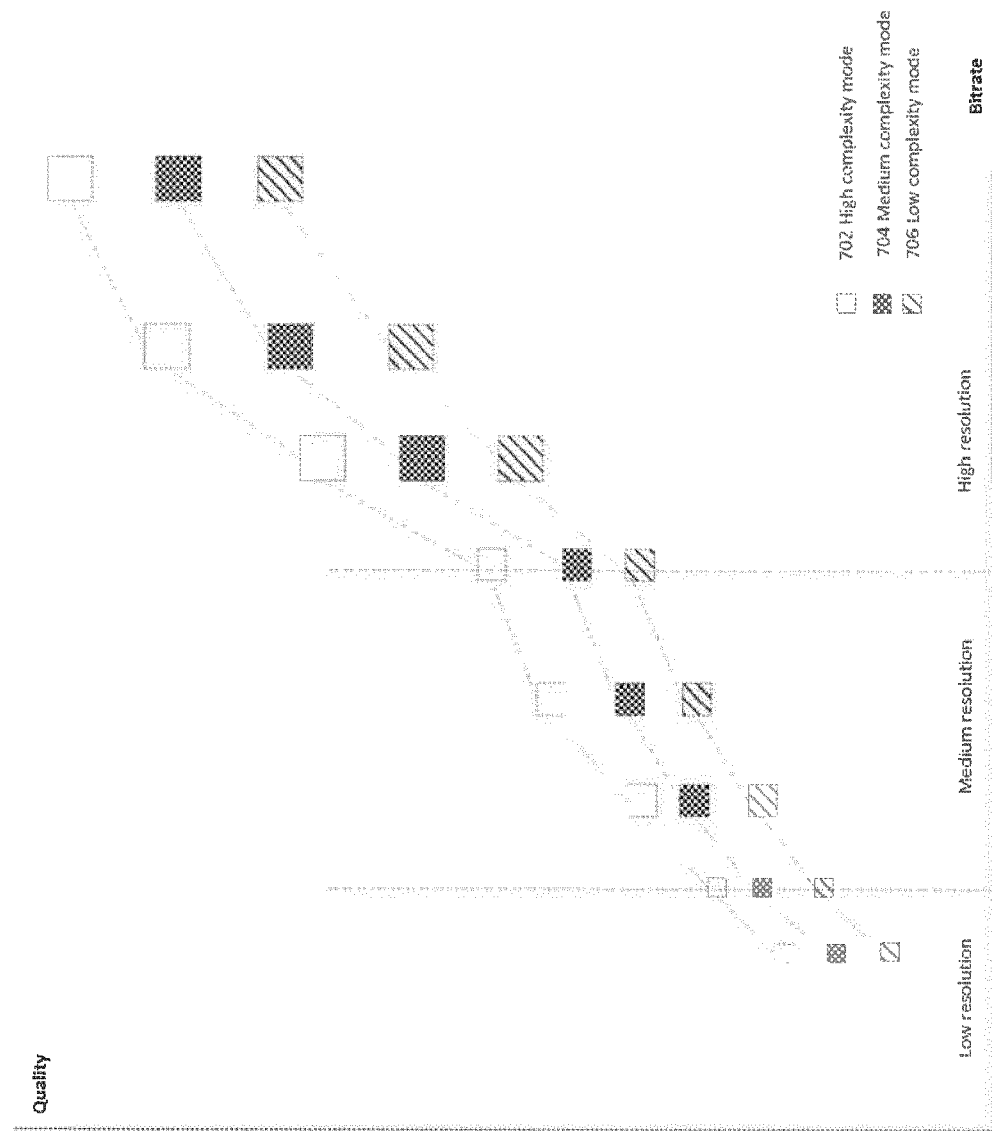 Quality
702 High complexity mode
704 Medium complexity mode
706 Low complexity mode
Low resolution
Medium resolution
High resolution
Bitrate